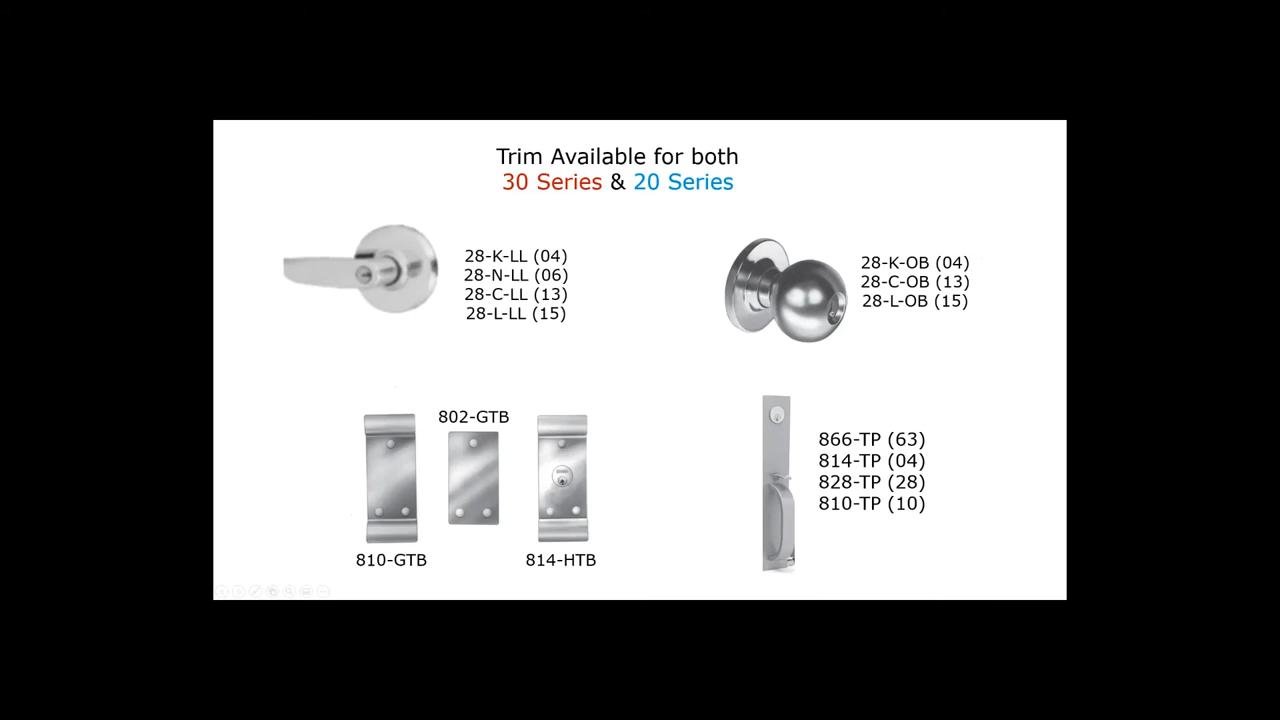 Trim Available for both
30 Series & 20 Series
28-K-LL (04)
28-N-LL (06)
28-C-LL (13)
28-L-LL (15)
28-K-OB (04)
28-C-OB (13)
28-L-OB (15)
802-GTB
810-GTB
814-HTB
866-TP (63)
814-TP (04)
828-TP (28)
810-TP (10)